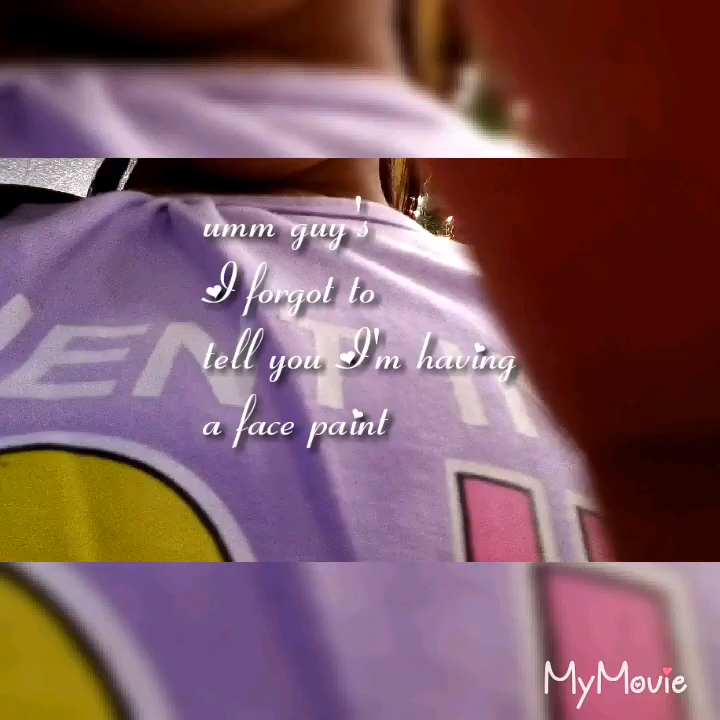 umm guy's
I forgot to
tell you I'm having
a face paint
MyMovie